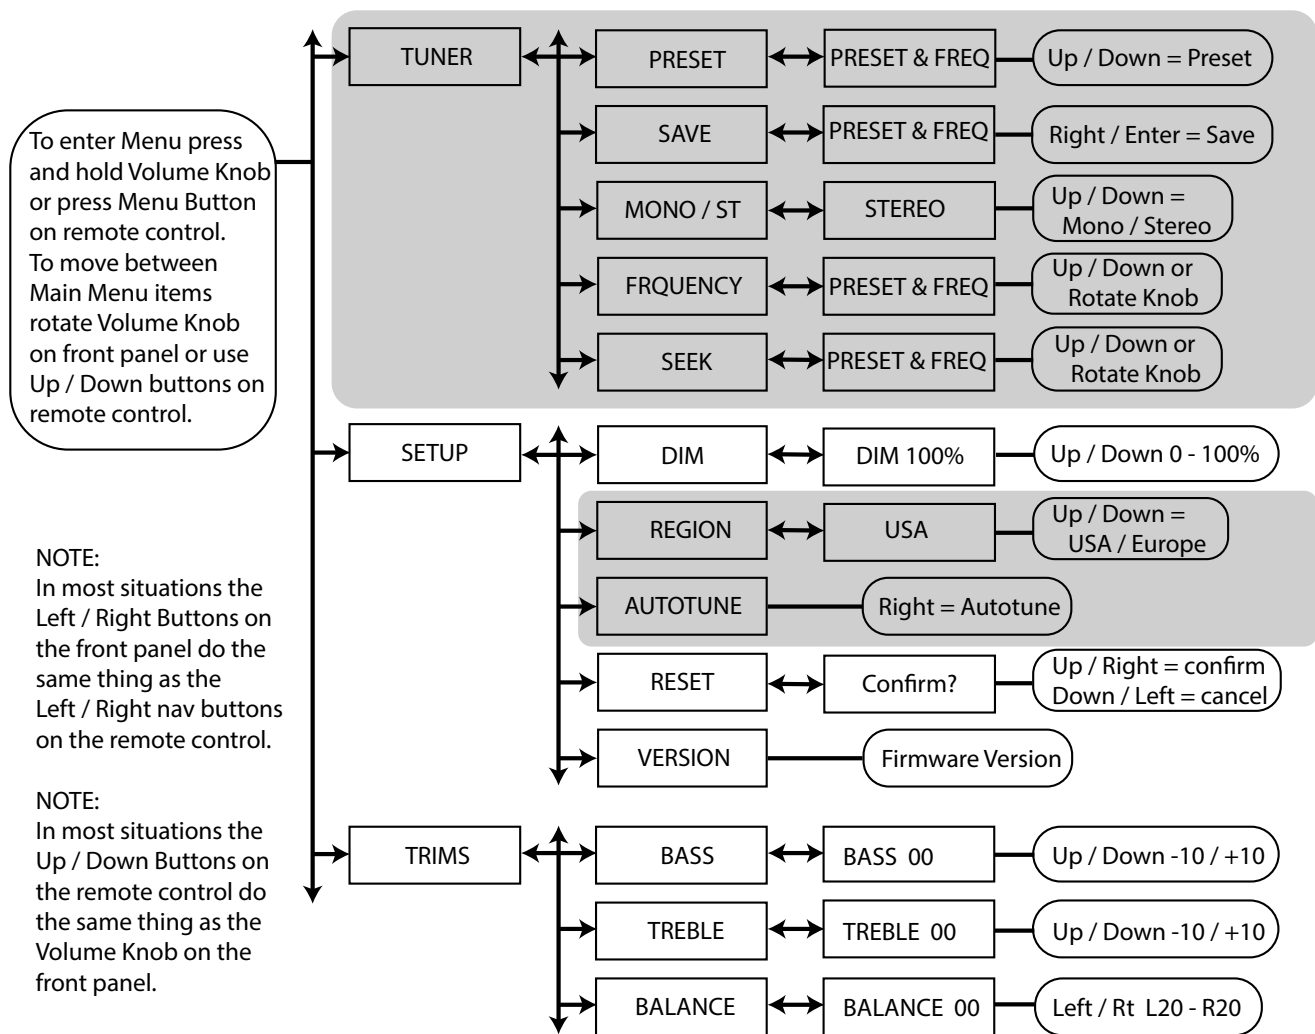 To enter Menu press
and hold Volume Knob
or press Menu Button
on remote control.
To move between
Main Menu items
rotate Volume Knob
on front panel or use
Up / Down buttons on
remote control.
TUNER
PRESET
PRESET & FREQ
Up / Down = Preset
SAVE
PRESET & FREQ
Right / Enter = Save
MONO / ST
STEREO
Up / Down =
Mono / Stereo
FRQUENCY
PRESET & FREQ
Up / Down or
Rotate Knob
SEEK
PRESET & FREQ
Up / Down or
Rotate Knob
SETUP
DIM
DIM 100%
Up / Down 0 - 100%
REGION
USA
Up / Down =
USA / Europe
AUTOTUNE
Right = Autotune
RESET
Confirm?
Up / Right = confirm
Down / Left = cancel
VERSION
Firmware Version
NOTE:
In most situations the
Left / Right Buttons on
the front panel do the
same thing as the
Left / Right nav buttons
on the remote control.
NOTE:
In most situations the
Up / Down Buttons on
the remote control do
the same thing as the
Volume Knob on the
front panel.
TRIMS
BASS
BASS 00
Up / Down -10 / +10
TREBLE
TREBLE 00
Up / Down -10 / +10
BALANCE
BALANCE 00
Left / Rt L20 - R20